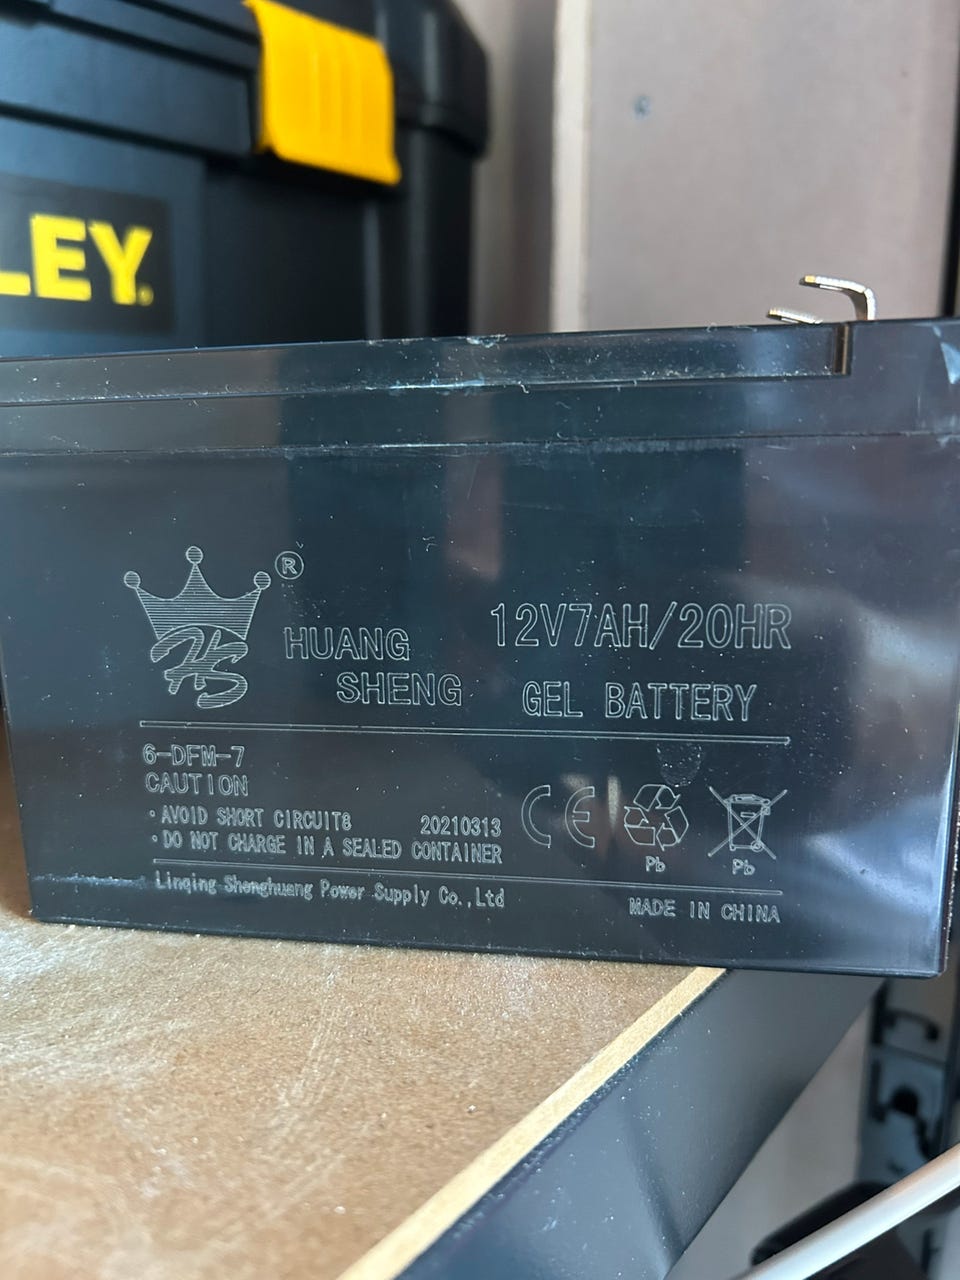 LEY
HS
®
HUANG
SHENG
12V7AH/20HR
GEL BATTERY
6-DFM-7
CAUTION
·AVOID SHORT CIRCUIT8 20210313
·DO NOT CHARGE IN A SEALED CONTAINER
CE
Pb
Pb
Linqing Shenghuang Power Supply Co.,Ltd
MADE IN CHINA